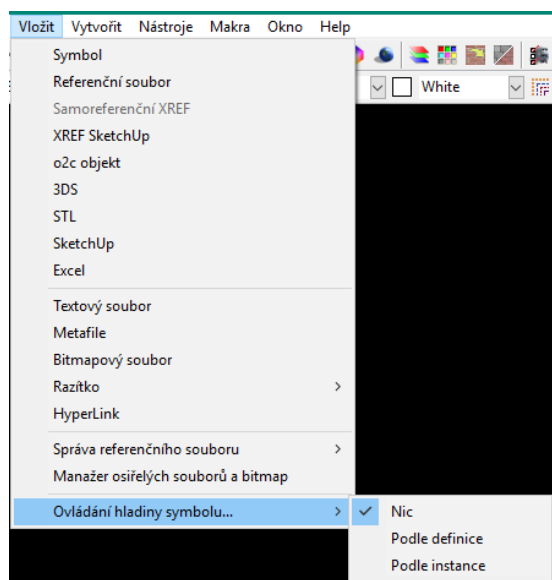 Vložit Vytvořit Nástroje Makra Okno Help
White
Symbol
Referenční soubor
Samoreferenční XREF
XREF SketchUp
o2c objekt
3DS
STL
SketchUp
Excel
Textový soubor
Metafile
Bitmapový soubor
Razítko
HyperLink
Správa referenčního souboru
Manažer osiřelých souborů a bitmap
Ovládání hladiny symbolu...
Nic
Podle definice
Podle instance